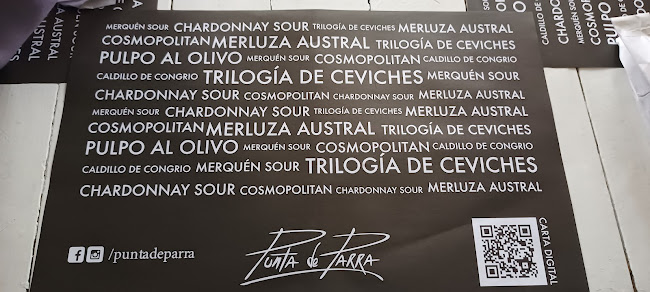 MERQUÉN SOUR CHARDONNAY SOUR TRILOGÍA DE CEVICHES MERLUZA AUSTRAL
COSMOPOLITAN MERLUZA AUSTRAL TRILOGÍA DE CEVICHES
PULPO AL OLIVO MERQUÉN SOUR COSMOPOLITAN CALDILLO DE CONGRIO
CALDILLO DE CONGRIO TRILOGÍA DE CEVICHES MERQUÉN SOUR
CHARDONNAY SOUR COSMOPOLITAN CHARDONNAY SOUR MERLUZA AUSTRAL
MERQUÉN SOUR CHARDONNAY SOUR TRILOGÍA DE CEVICHES MERLUZA AUSTRAL
COSMOPOLITAN MERLUZA AUSTRAL TRILOGÍA DE CEVICHES
PULPO AL OLIVO MERQUÉN SOUR COSMOPOLITAN CALDILLO DE CONGRIO
CALDILLO DE CONGRIO MERQUÉN SOUR TRILOGÍA DE CEVICHES
CHARDONNAY SOUR COSMOPOLITAN CHARDONNAY SOUR MERLUZA AUSTRAL
/puntadeparra
PUNTA de PARRA
CARTA DIGITAL